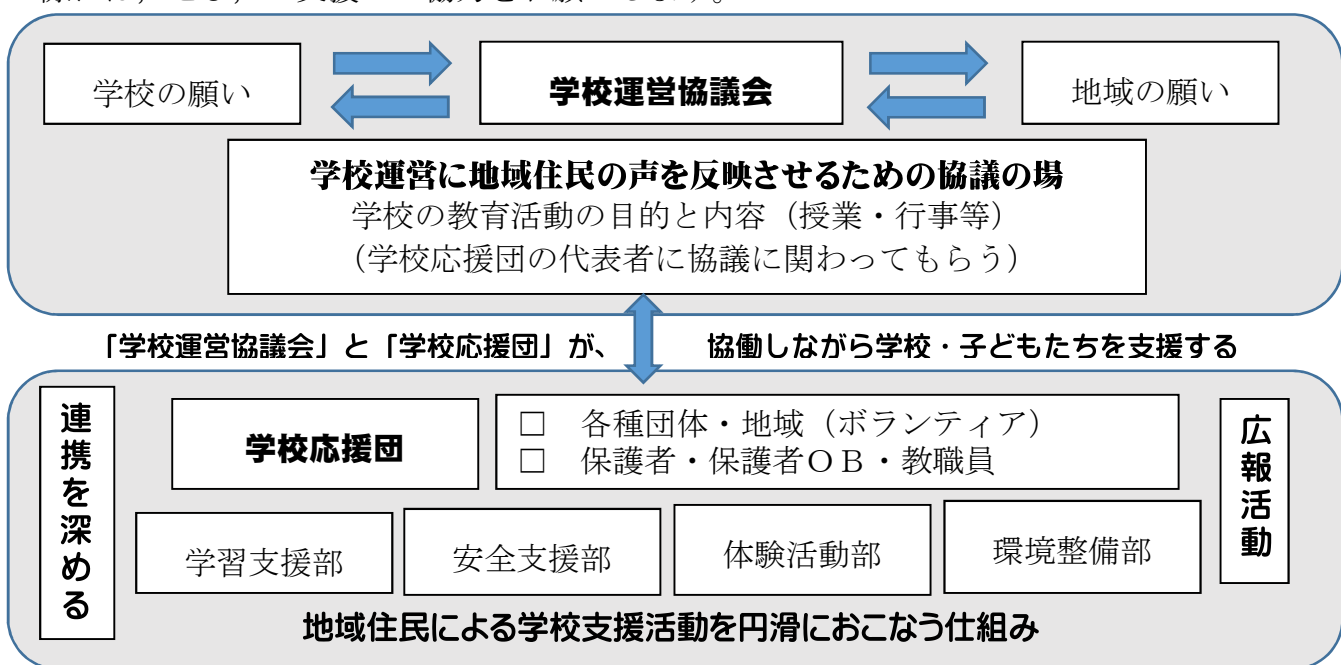 学校の願い
学校運営協議会
地域の願い
学校運営に地域住民の声を反映させるための協議の場
学校の教育活動の目的と内容（授業・行事等）
（学校応援団の代表者に協議に関わってもらう）
「学校運営協議会」と「学校応援団」が、
協働しながら学校・子どもたちを支援する
連携を深める
学校応援団
□ 各種団体・地域（ボランティア）
□ 保護者・保護者ＯＢ・教職員
広報活動
学習支援部
安全支援部
体験活動部
環境整備部
地域住民による学校支援活動を円滑におこなう仕組み